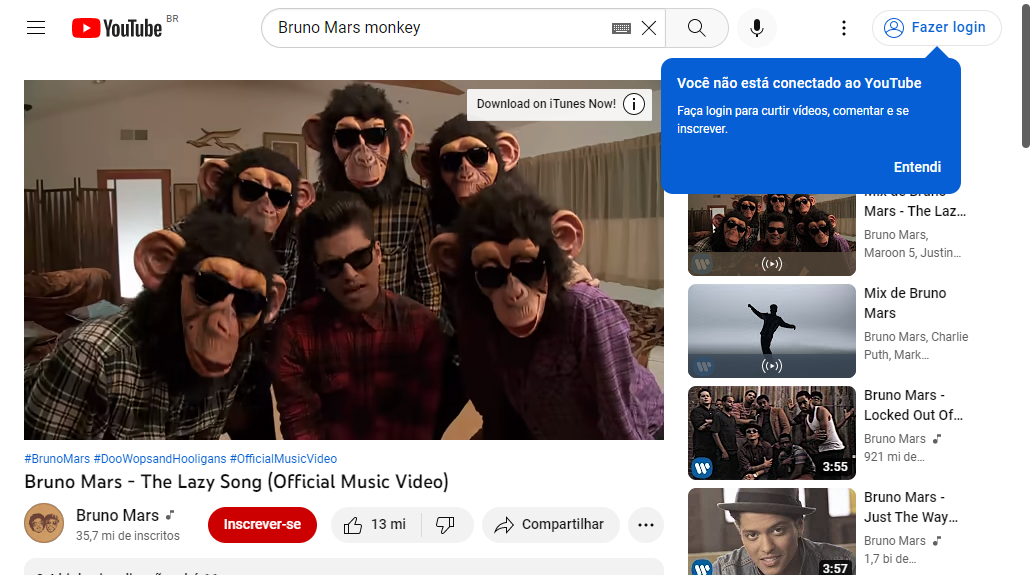 YouTube BR
Bruno Mars monkey
Fazer login
Você não está conectado ao YouTube
Faça login para curtir vídeos, comentar e se
inscrever.
Entendi
Download on iTunes Now!
Mix de Bruno
Mars - The Laz...
Bruno Mars,
Maroon 5, Justin...
Mix de Bruno
Mars
Bruno Mars, Charlie
Puth, Mark...
Bruno Mars -
Locked Out Of...
Bruno Mars
921 mi de...
3:55
Bruno Mars -
Just The Way...
Bruno Mars
1,7 bi de...
3:57
#BrunoMars #DooWopsandHooligans #OfficialMusicVideo
Bruno Mars - The Lazy Song (Official Music Video)
Bruno Mars
35,7 mi de inscritos
Inscrever-se
13 mi
Compartilhar